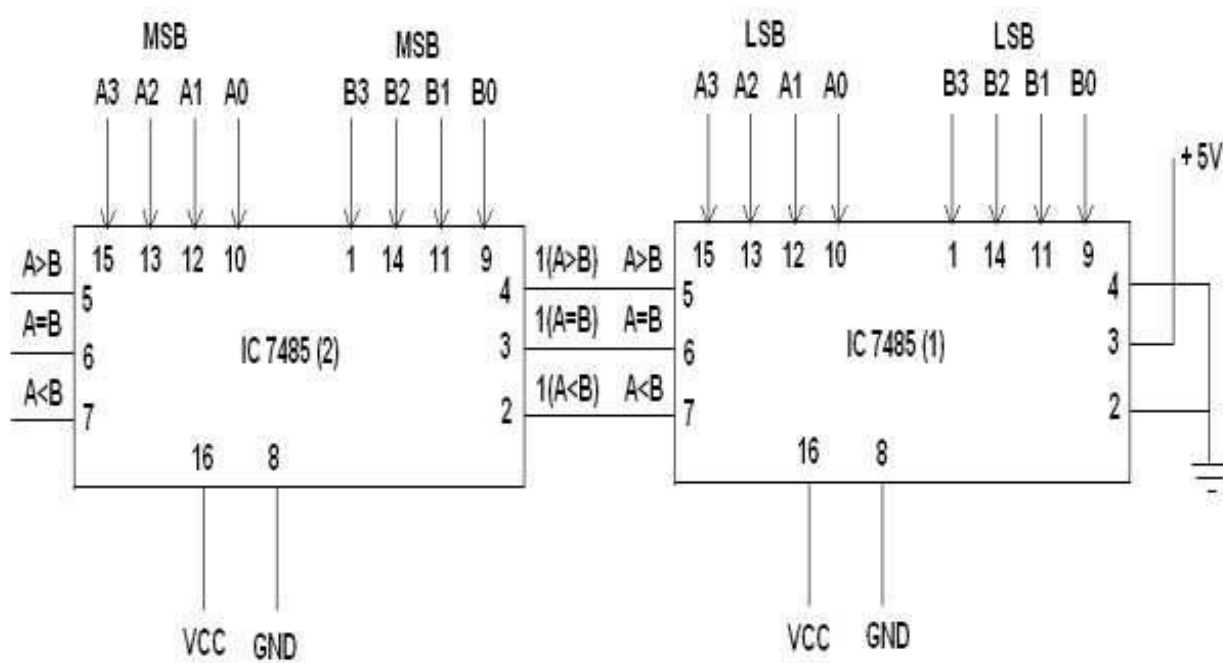 MSB MSB LSB LSB
A3 A2 A1 A0 B3 B2 B1 B0 A3 A2 A1 A0 B3 B2 B1 B0
+ 5V
15 13 12 10 1 14 11 9 15 13 12 10 1 14 11 9
A>B 5 4 1(A>B) A>B 5 4
A=B 6 IC 7485 (2) 3 1(A=B) A=B 6 IC 7485 (1) 3
A<B 7 2 1(A<B) A<B 7 2
16 8 16 8
VCC GND VCC GND